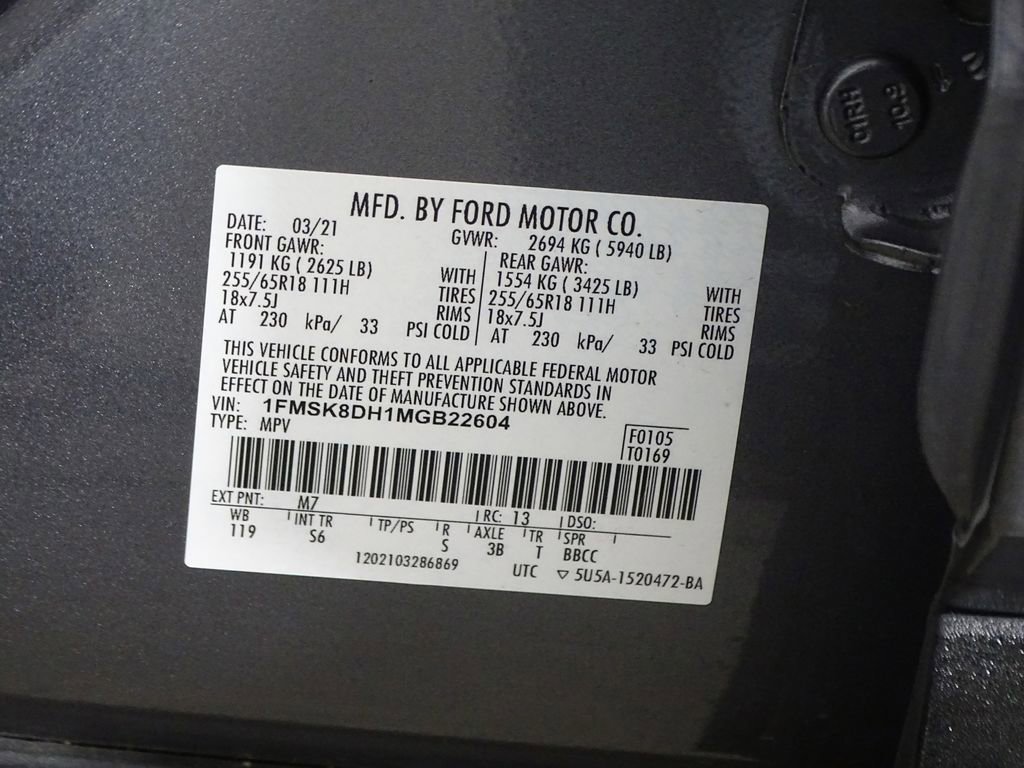 MFD. BY FORD MOTOR CO.
DATE: 03/21 GVWR: 2694 KG ( 5940 LB)
FRONT GAWR: REAR GAWR:
1191 KG ( 2625 LB) WITH 1554 KG ( 3425 LB) WITH
255/65R18 111H TIRES 255/65R18 111H TIRES
18x7.5J RIMS 18x7.5J RIMS
AT 230 kPa/ 33 PSI COLD AT 230 kPa/ 33 PSI COLD
THIS VEHICLE CONFORMS TO ALL APPLICABLE FEDERAL MOTOR
VEHICLE SAFETY AND THEFT PREVENTION STANDARDS IN
EFFECT ON THE DATE OF MANUFACTURE SHOWN ABOVE.
VIN: 1FMSK8DH1MGB22604
TYPE: MPV
F0105
T0169
EXT PNT: M7 RC: 13 DSO:
WB INT TR TP/PS R AXLE TR SPR
119 S6 S 3B T BBCC
1202103286869
UTC ▽ 5U5A-1520472-BA
10.9